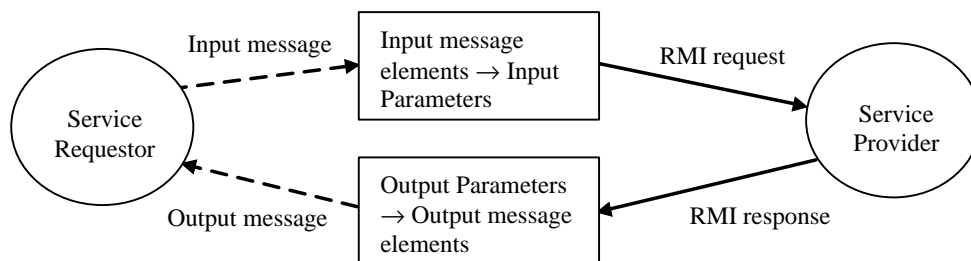 Input message
Input message
elements → Input
Parameters
RMI request
Service
Requestor
Service
Provider
Output message
Output Parameters
→ Output message
elements
RMI response